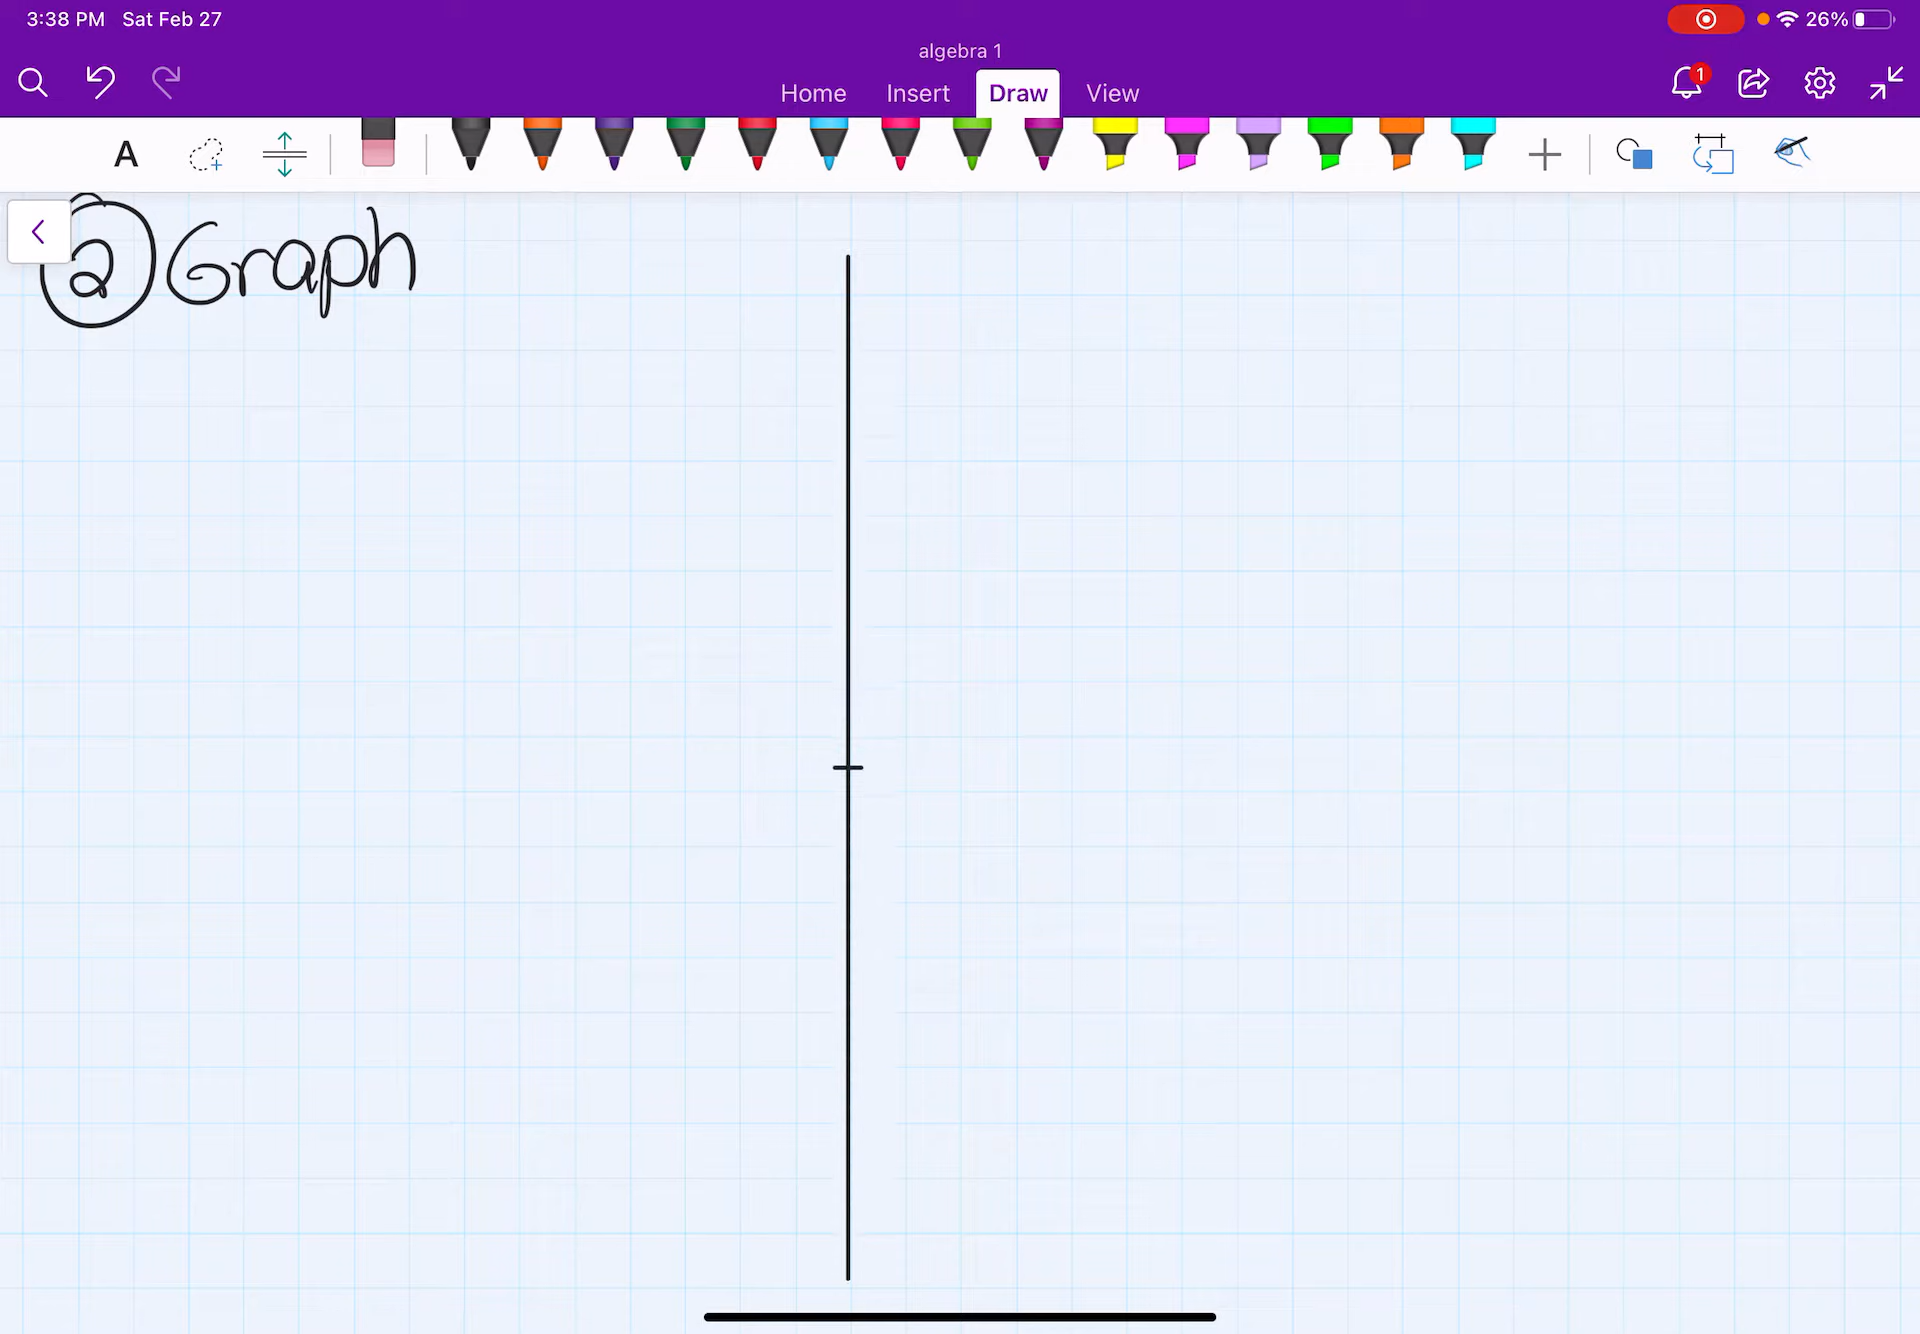 3:38 PM Sat Feb 27
26%
algebra 1
Home Insert Draw View
1
A
2 Graph